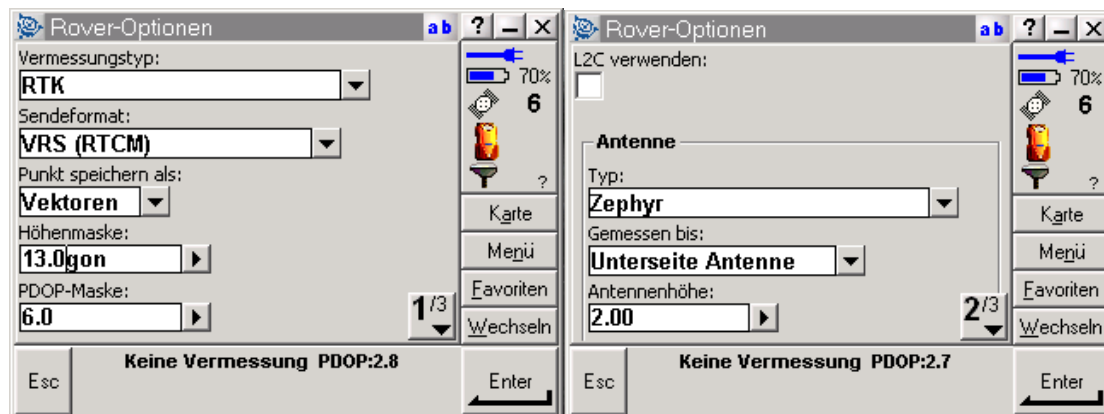 Rover-Optionen ab ? – X
Vermessungstyp:
RTK
Sendeformat:
VRS (RTCM)
Punkt speichern als:
Vektoren
Höhenmaske:
13.0gon
PDOP-Maske:
6.0
1/3
70%
6
?
Karte
Menü
Favoriten
Wechseln
Esc
Keine Vermessung PDOP:2.8
Enter
Rover-Optionen ab ? – X
L2C verwenden:
Antenne
Typ:
Zephyr
Gemessen bis:
Unterseite Antenne
Antennenhöhe:
2.00
2/3
70%
6
?
Karte
Menü
Favoriten
Wechseln
Esc
Keine Vermessung PDOP:2.7
Enter